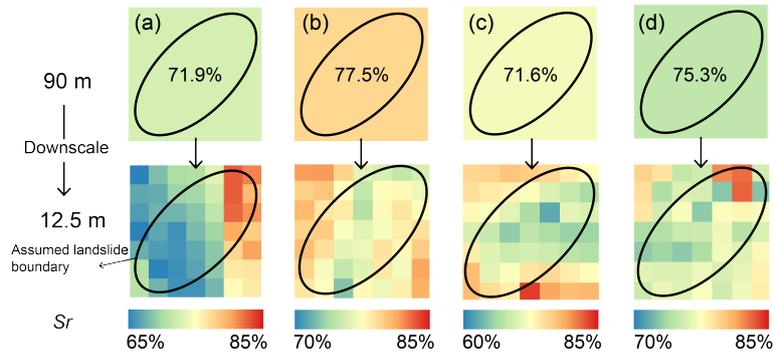 (a) (b) (c) (d)
71.9% 77.5% 71.6% 75.3%
90 m
Downscale
12.5 m
Assumed landslide
boundary
Sr
65% 85% 70% 85% 60% 85% 70% 85%